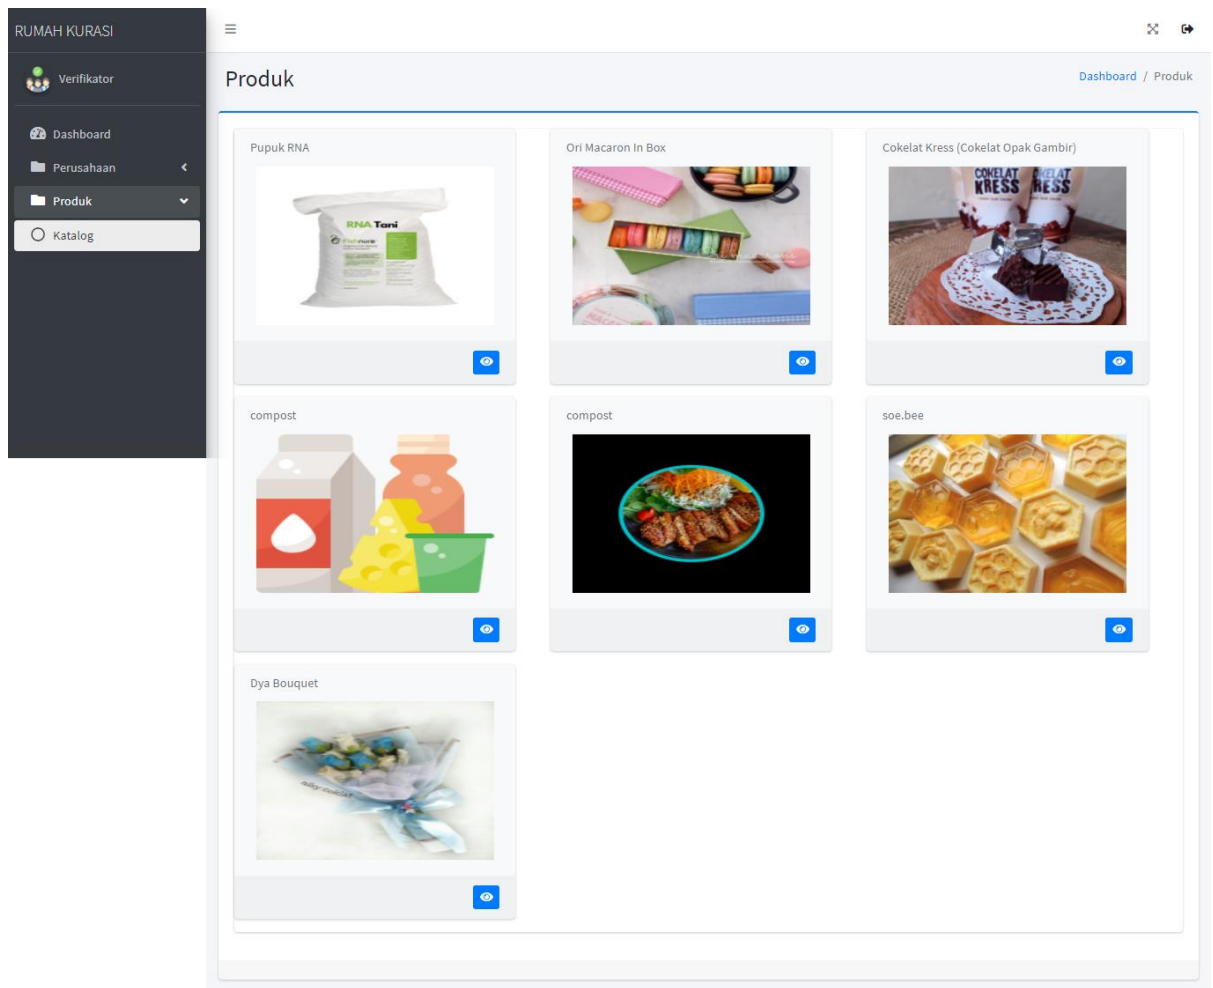 RUMAH KURASI
Verifikator
Dashboard
Perusahaan
Produk
Katalog
Produk
Dashboard / Produk
Pupuk RNA
RNA Tani
Ori Macaron In Box
Cokelat Kress (Cokelat Opak Gambir)
COKELAT
KRESS
compost
compost
soe.bee
Dya Bouquet